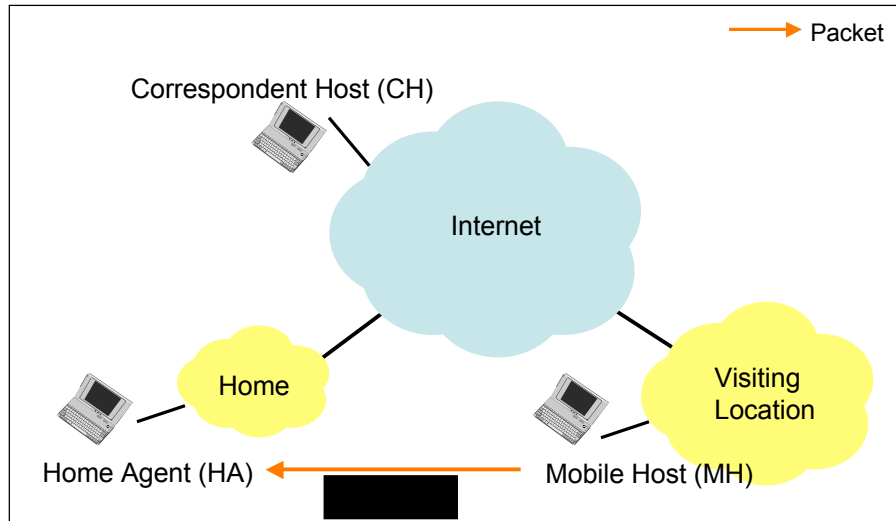 Packet
Correspondent Host (CH)
Internet
Home
Visiting
Location
Home Agent (HA)
Mobile Host (MH)